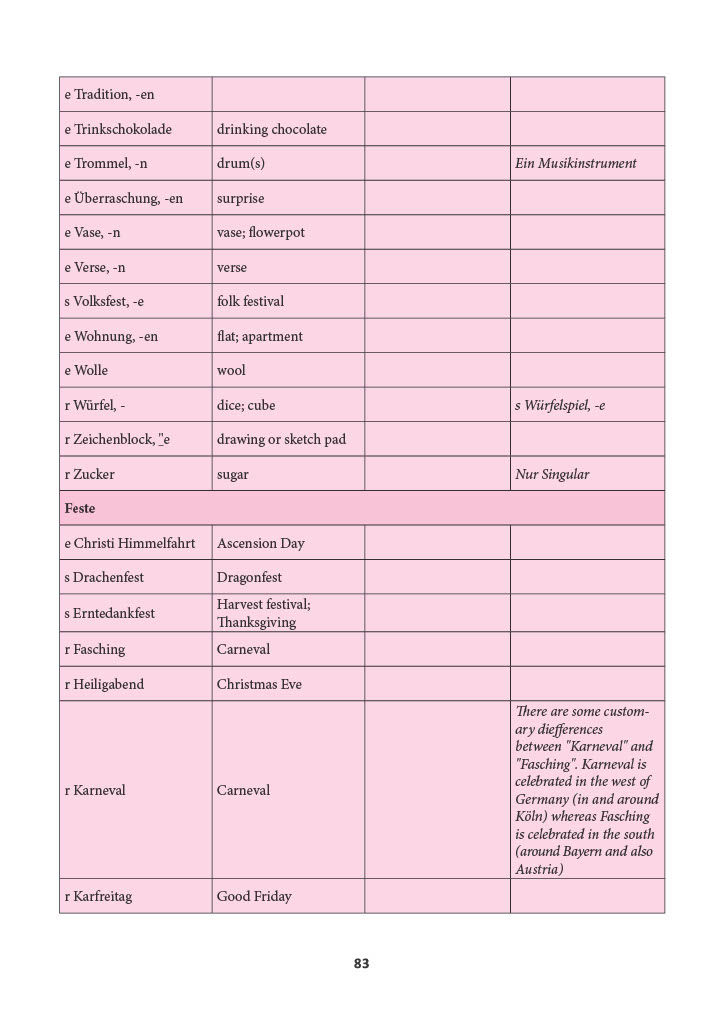 e Tradition, -en
e Trinkschokolade drinking chocolate
e Trommel, -n drum(s) Ein Musikinstrument
e Überraschung, -en surprise
e Vase, -n vase; flowerpot
e Verse, -n verse
s Volksfest, -e folk festival
e Wohnung, -en flat; apartment
e Wolle wool
r Würfel, - dice; cube s Würfelspiel, -e
r Zeichenblock, "̲e drawing or sketch pad
r Zucker sugar Nur Singular
Feste
e Christi Himmelfahrt Ascension Day
s Drachenfest Dragonfest
s Erntedankfest Harvest festival;
Thanksgiving
r Fasching Carneval
r Heiligabend Christmas Eve
r Karneval Carneval There are some custom-
ary diefferences
between "Karneval" and
"Fasching". Karneval is
celebrated in the west of
Germany (in and around
Köln) whereas Fasching
is celebrated in the south
(around Bayern and also
Austria)
r Karfreitag Good Friday
83